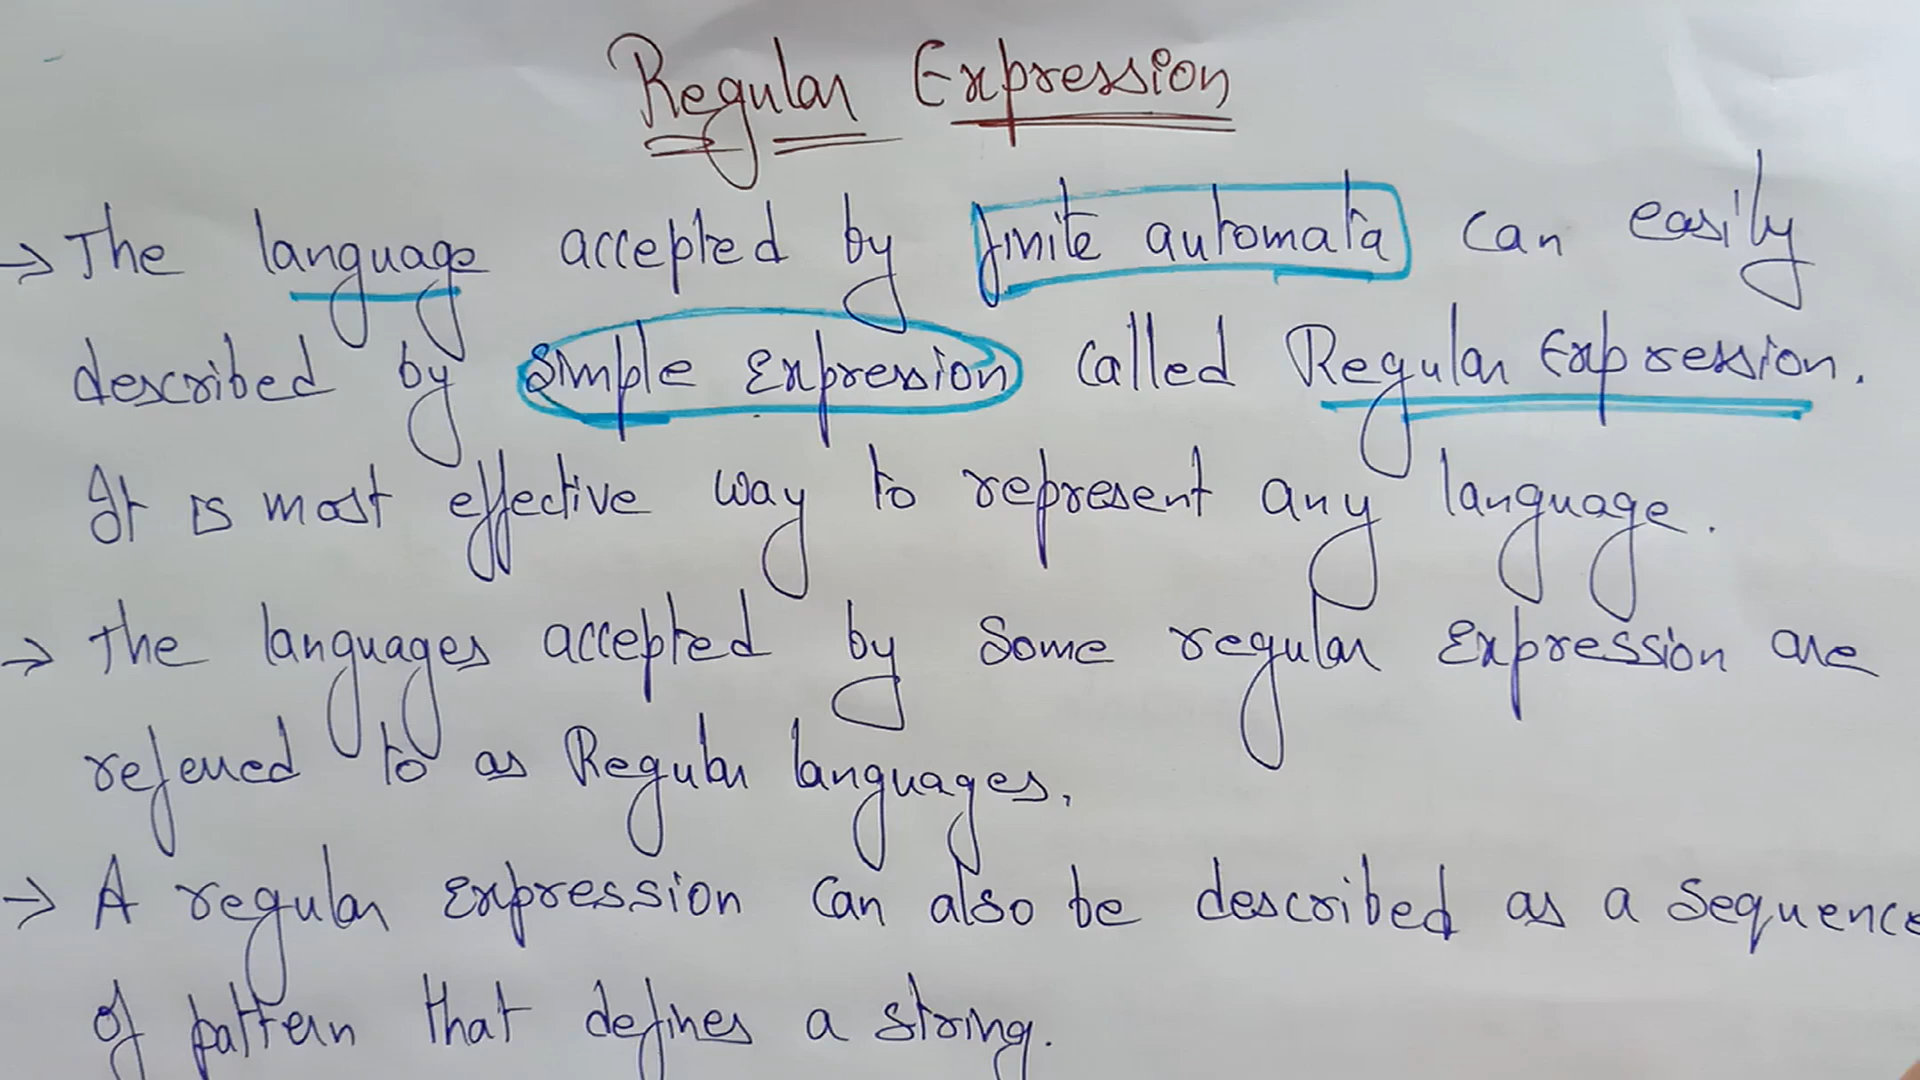 Regular Expression
→ The language accepted by finite automata can easily
described by simple Expression called Regular Expression.
It is most effective way to represent any language.
→ The languages accepted by some regular expression are
referred to as Regular languages.
→ A regular expression can also be described as a sequence
of pattern that defines a string.